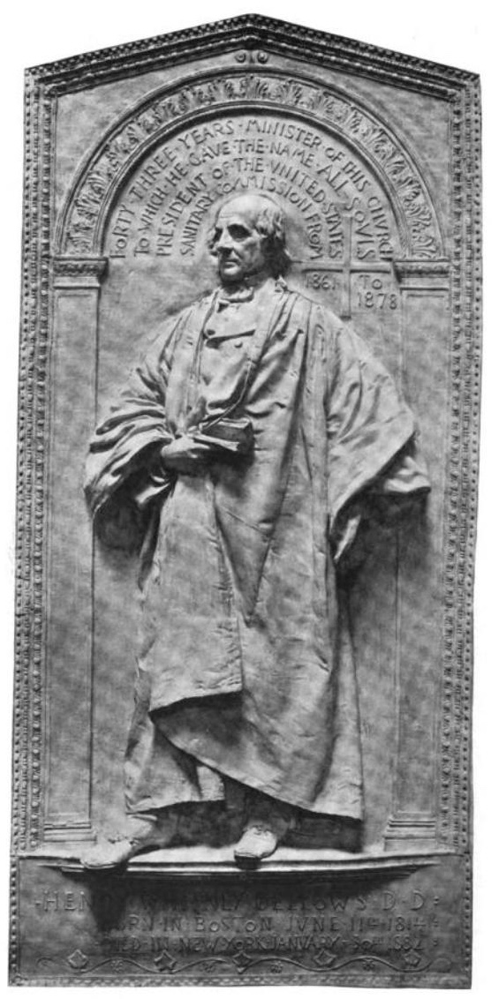 FORTY·THREE·YEARS·MINISTER OF THIS CHVRCH
TO·WHICH·HE·GAVE·THE·NAME·ALL·SOVLS
PRESIDENT OF THE VNITED STATES
SANITARY COMMISSION FROM
1861 TO
1878
·HENRY WHITNEY BELLOWS D·D·
BORN·IN·BOSTON JVNE 11TH 1814
DIED·IN·NEW·YORK·JANVARY·30TH 1882